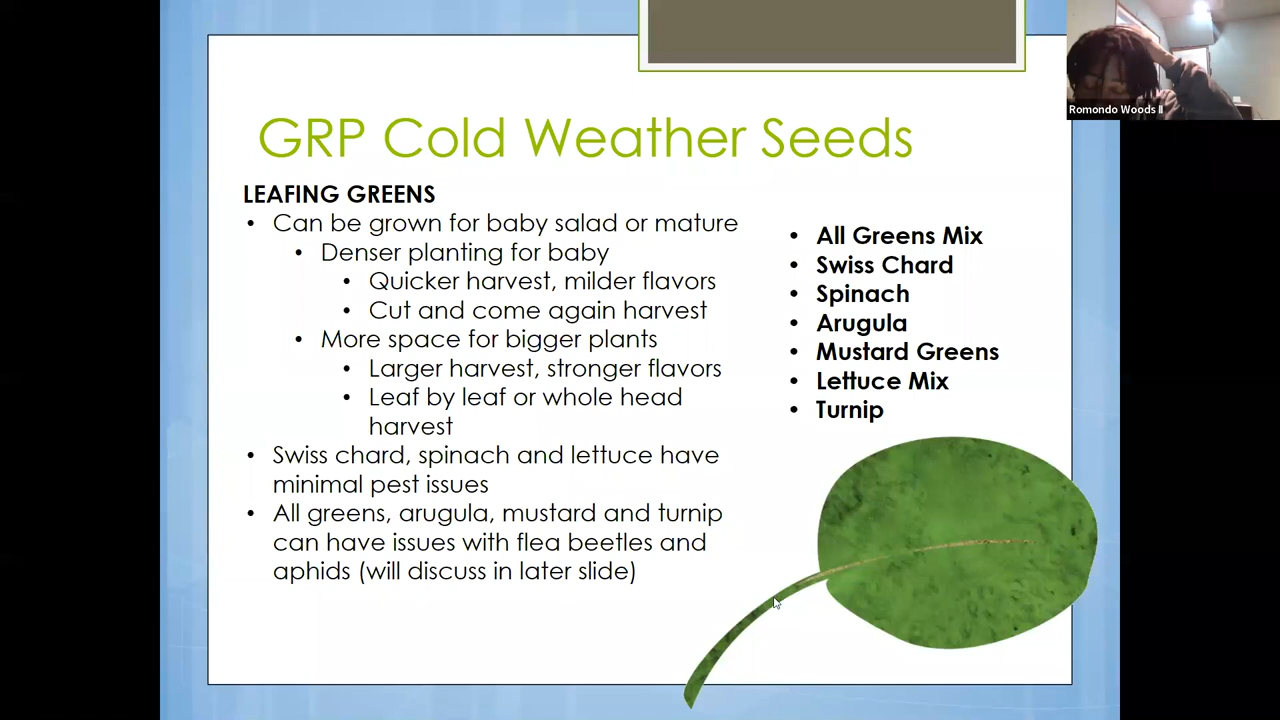 GRP Cold Weather Seeds
LEAFING GREENS
• Can be grown for baby salad or mature
• Denser planting for baby
• Quicker harvest, milder flavors
• Cut and come again harvest
• More space for bigger plants
• Larger harvest, stronger flavors
• Leaf by leaf or whole head
harvest
• Swiss chard, spinach and lettuce have
minimal pest issues
• All greens, arugula, mustard and turnip
can have issues with flea beetles and
aphids (will discuss in later slide)
• All Greens Mix
• Swiss Chard
• Spinach
• Arugula
• Mustard Greens
• Lettuce Mix
• Turnip
Romondo Woods II